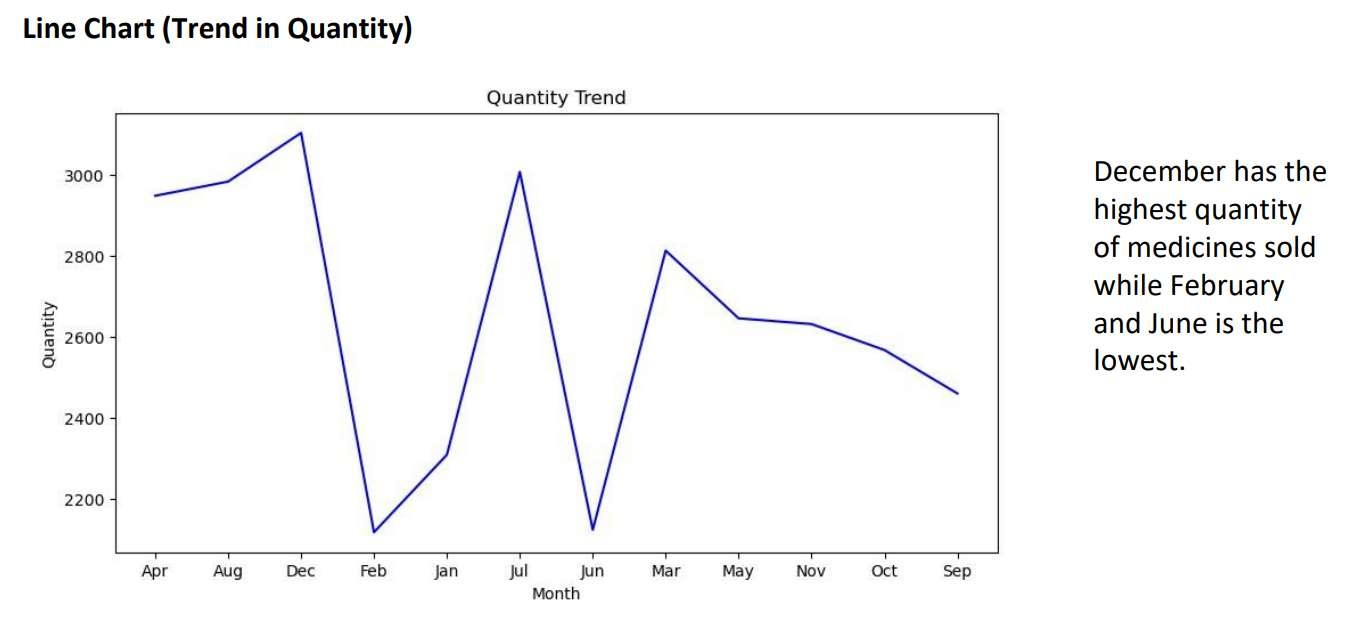 Line Chart (Trend in Quantity)
Quantity Trend
3000
2800
2600
2400
2200
Quantity
Apr Aug Dec Feb Jan Jul Jun Mar May Nov Oct Sep
Month
December has the
highest quantity
of medicines sold
while February
and June is the
lowest.